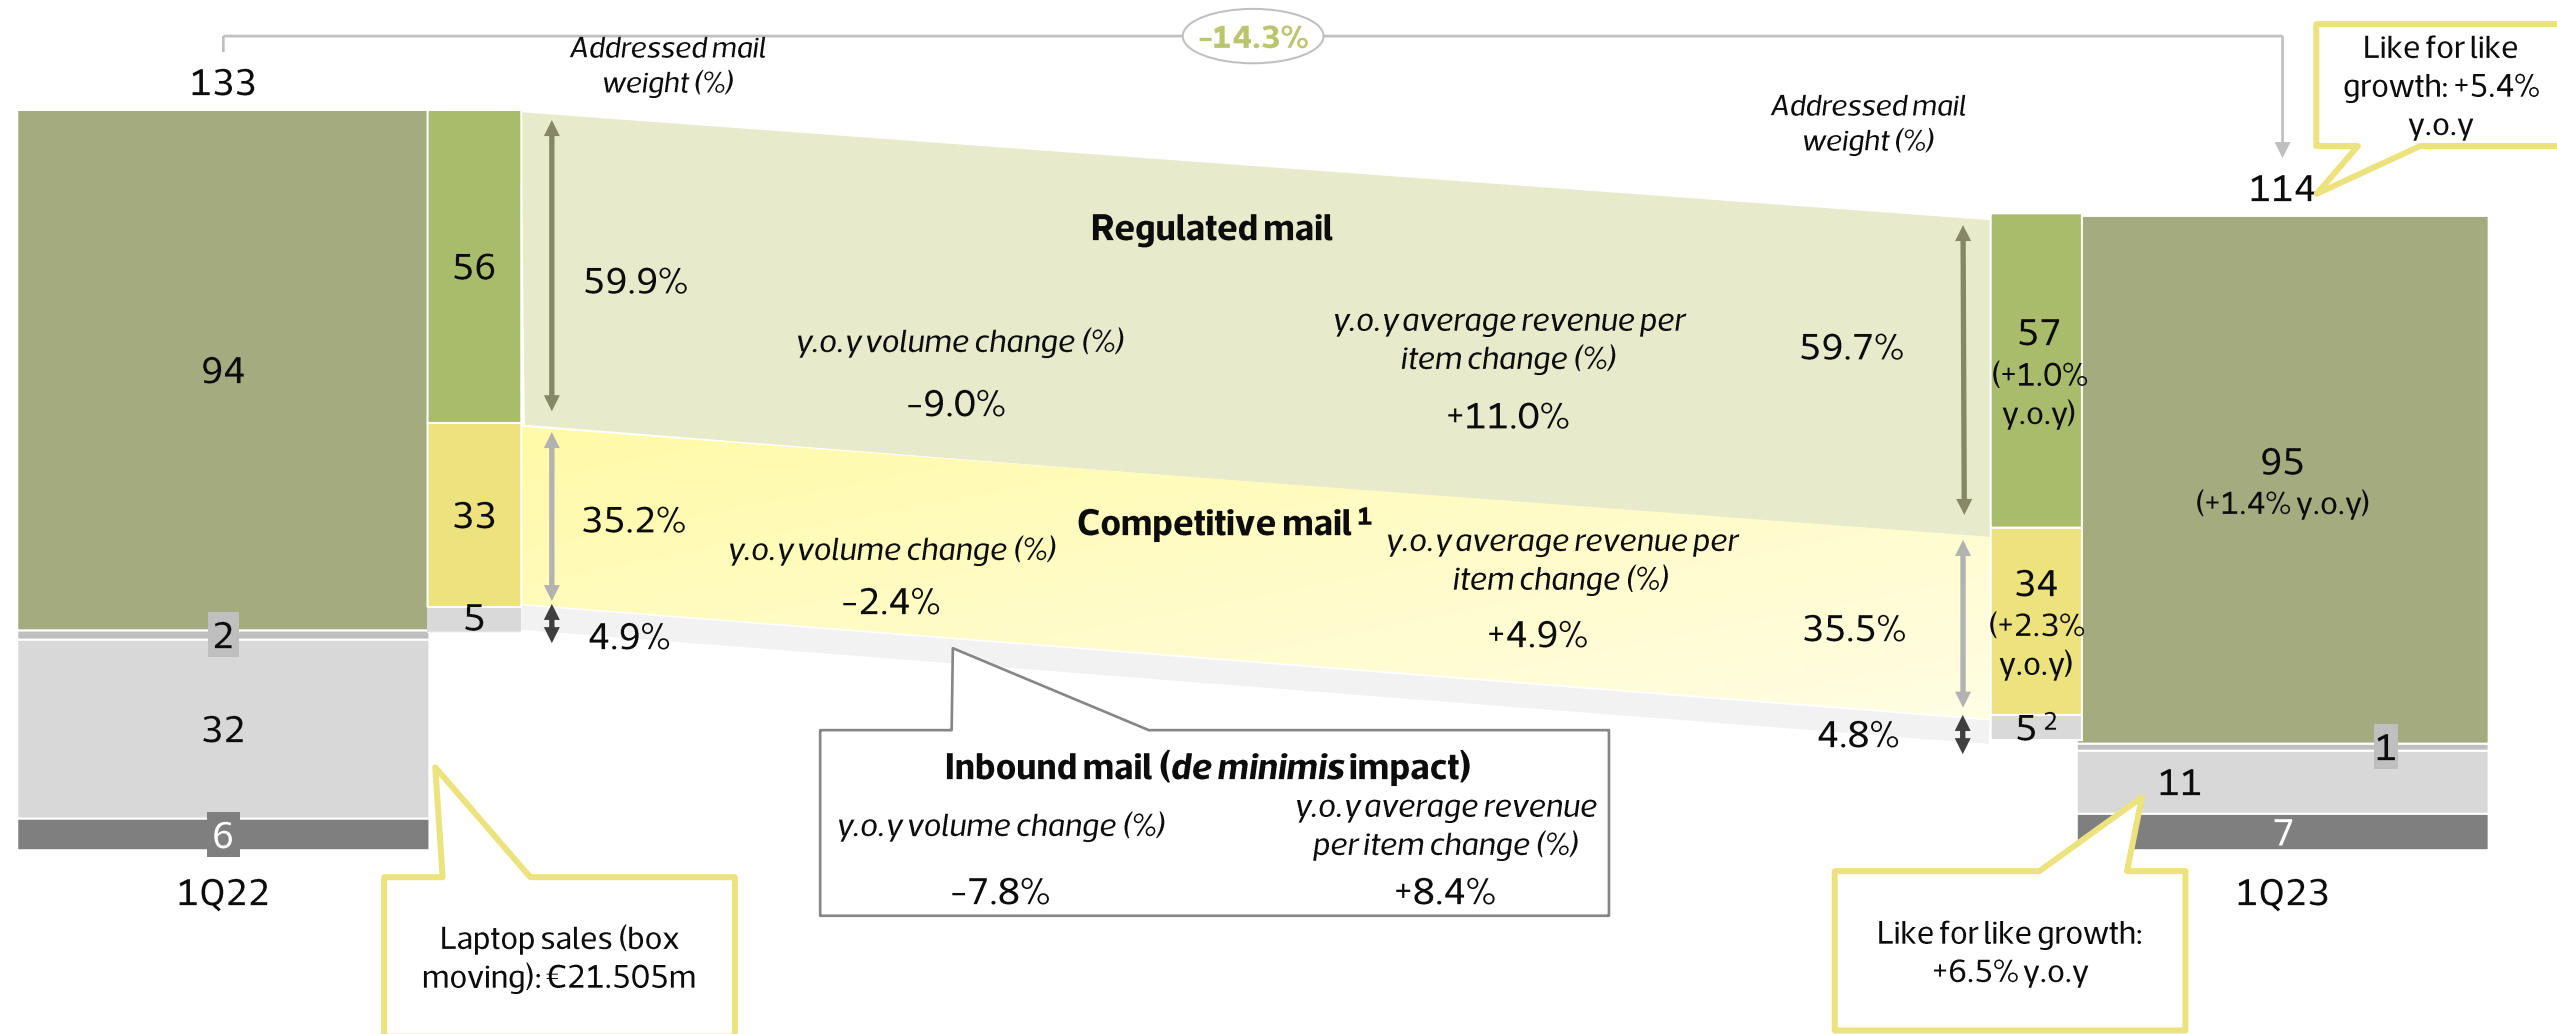 –14.3%
Like for like
growth: +5.4%
y.o.y
Addressed mail
weight (%)
133
Addressed mail
weight (%)
114
Regulated mail
56
59.9%
y.o.y volume change (%)
–9.0%
y.o.y average revenue per
item change (%)
+11.0%
59.7%
57
(+1.0%
y.o.y)
94
95
(+1.4% y.o.y)
33
35.2%
Competitive mail 1
y.o.y volume change (%)
–2.4%
y.o.y average revenue per
item change (%)
+4.9%
35.5%
34
(+2.3%
y.o.y)
5
4.9%
4.8%
5 2
2
1
32
11
6
7
Inbound mail (de minimis impact)
y.o.y volume change (%)
–7.8%
y.o.y average revenue
per item change (%)
+8.4%
1Q22
1Q23
Laptop sales (box
moving): €21.505m
Like for like growth:
+6.5% y.o.y